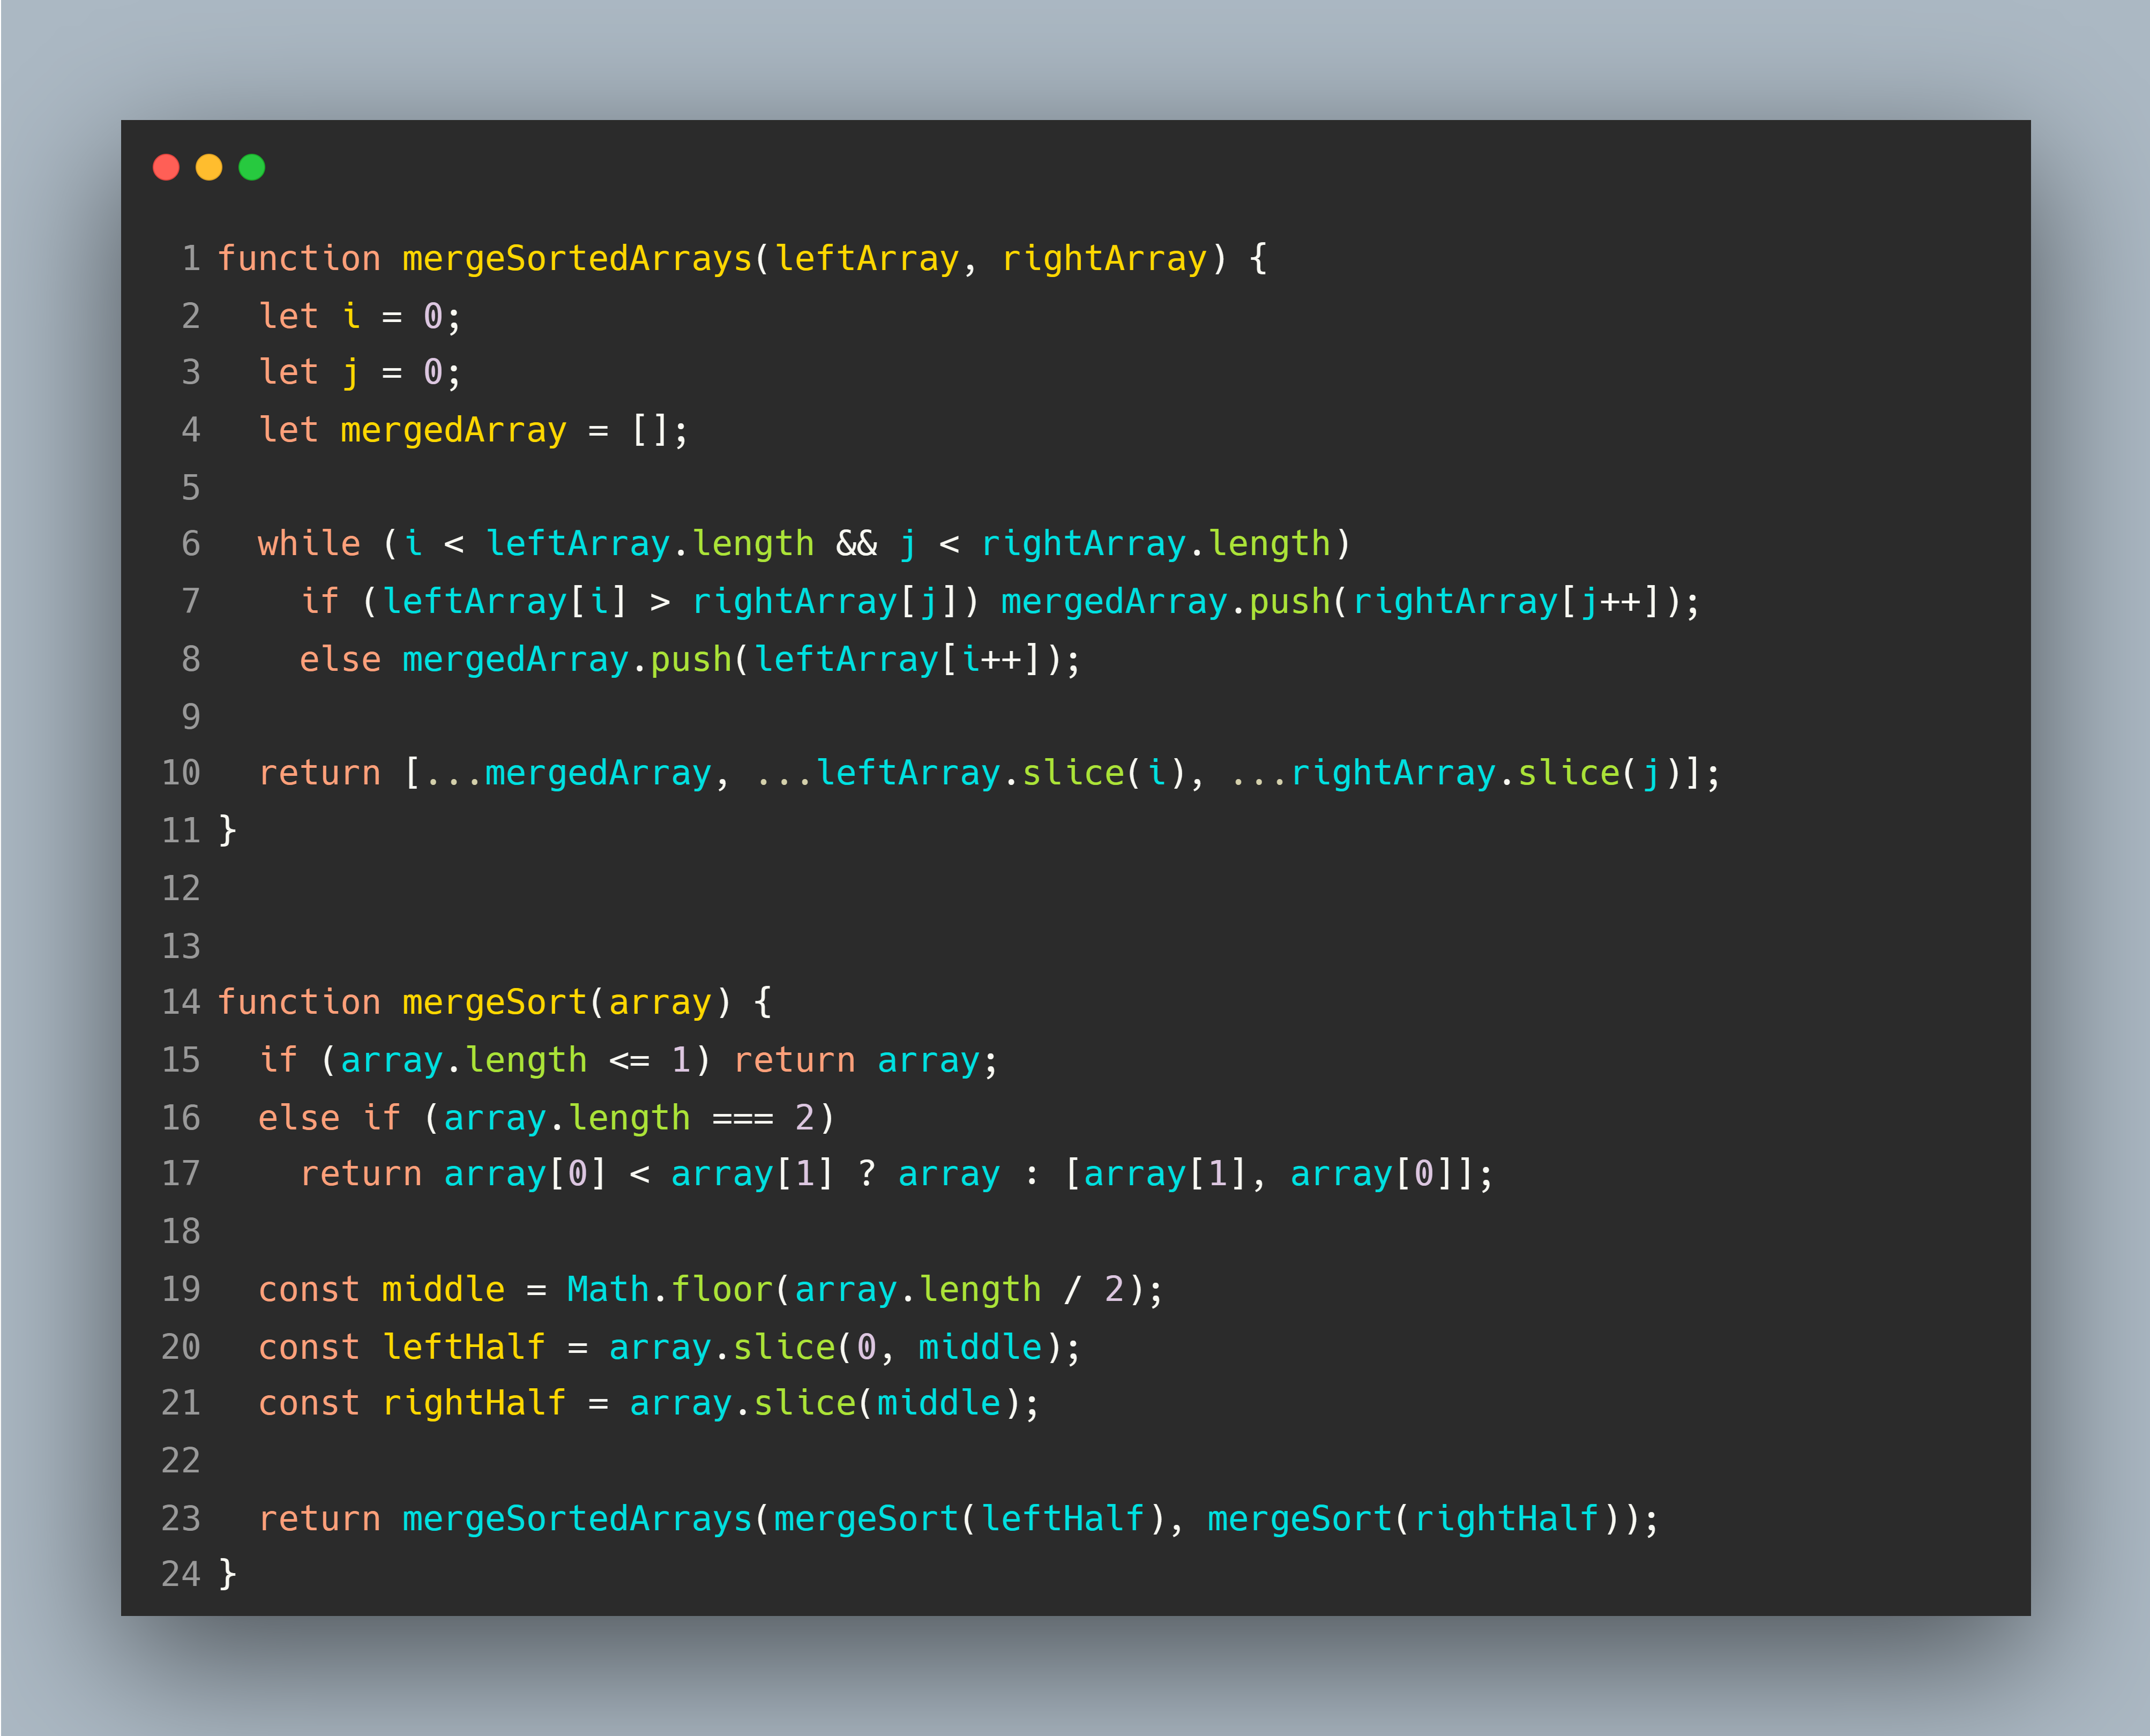 1 function mergeSortedArrays(leftArray, rightArray) {
2   let i = 0;
3   let j = 0;
4   let mergedArray = [];
5
6   while (i < leftArray.length && j < rightArray.length)
7     if (leftArray[i] > rightArray[j]) mergedArray.push(rightArray[j++]);
8     else mergedArray.push(leftArray[i++]);
9
10   return [...mergedArray, ...leftArray.slice(i), ...rightArray.slice(j)];
11 }
12
13
14 function mergeSort(array) {
15   if (array.length <= 1) return array;
16   else if (array.length === 2)
17     return array[0] < array[1] ? array : [array[1], array[0]];
18
19   const middle = Math.floor(array.length / 2);
20   const leftHalf = array.slice(0, middle);
21   const rightHalf = array.slice(middle);
22
23   return mergeSortedArrays(mergeSort(leftHalf), mergeSort(rightHalf));
24 }